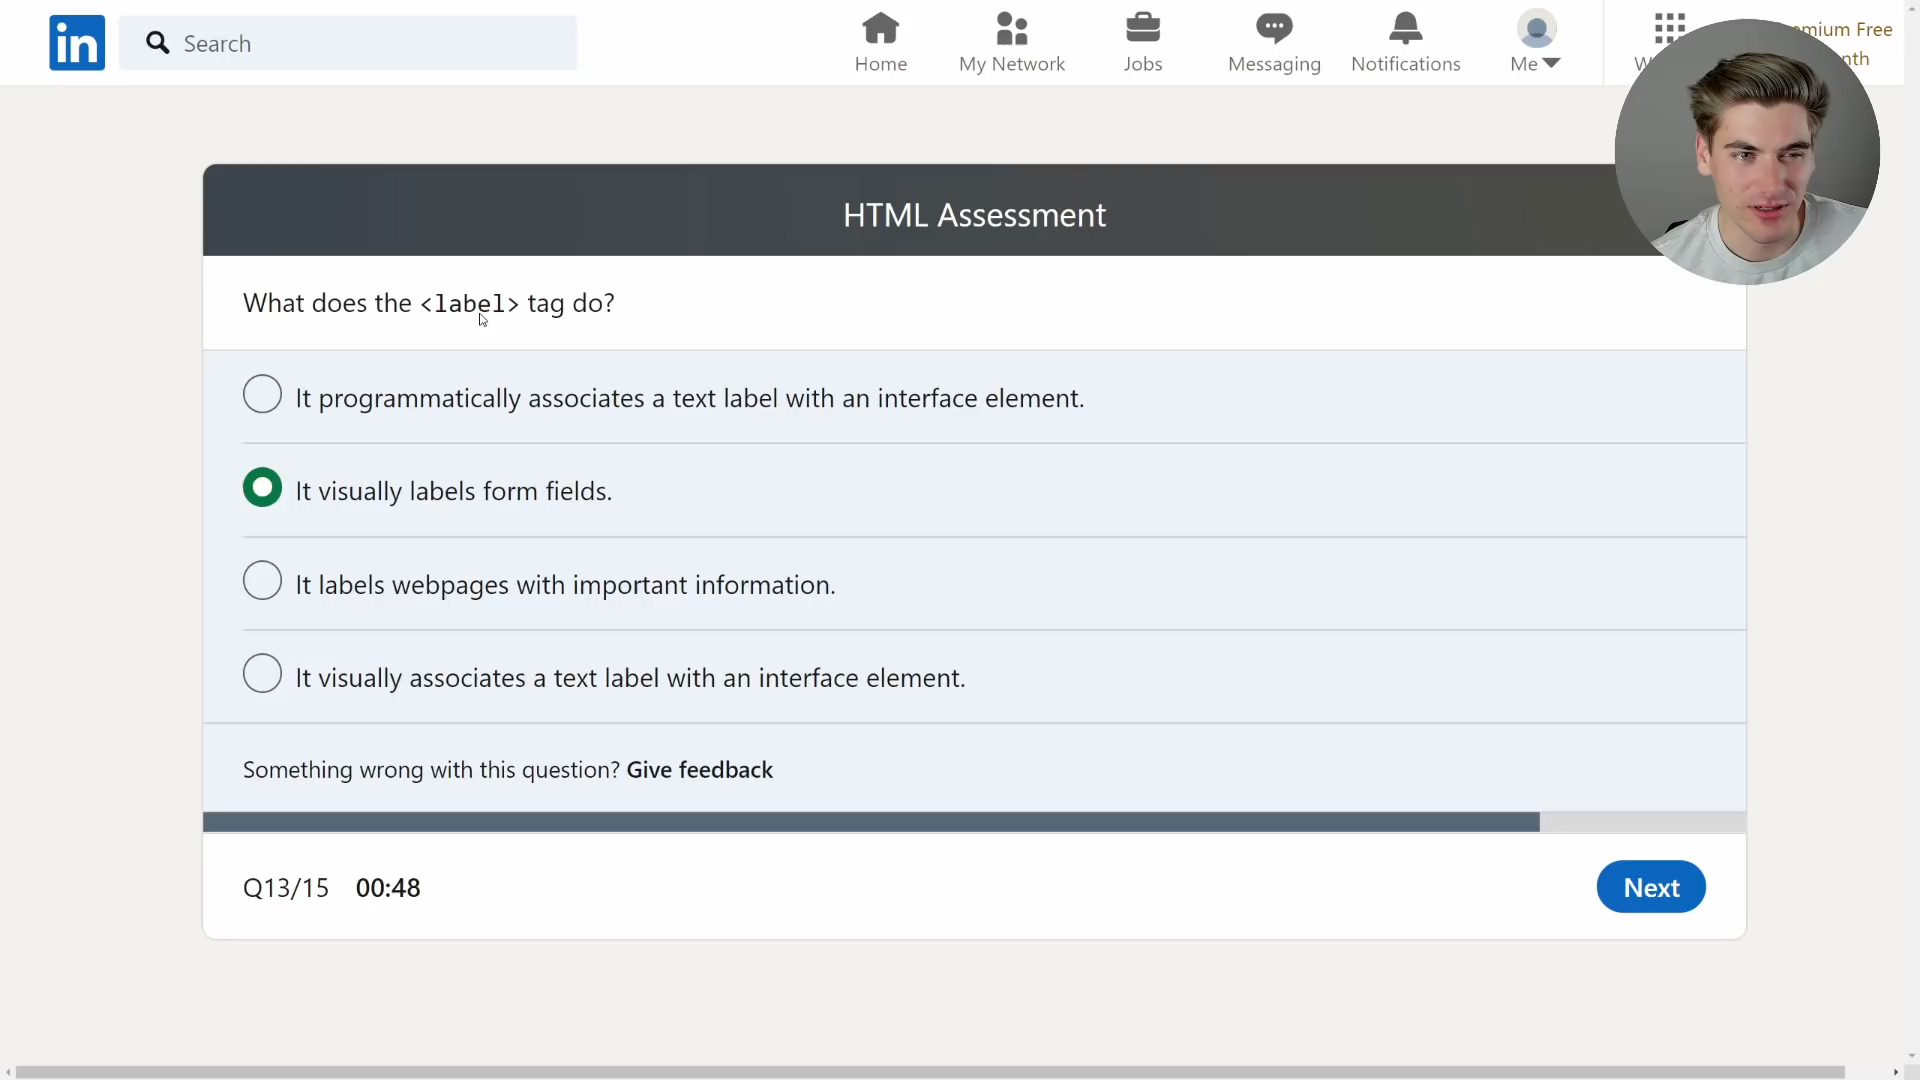 in
Search
Home
My Network
Jobs
Messaging
Notifications
Me
Free
HTML Assessment
What does the <label> tag do?
It programmatically associates a text label with an interface element.
It visually labels form fields.
It labels webpages with important information.
It visually associates a text label with an interface element.
Something wrong with this question? Give feedback
Q13/15 00:48
Next